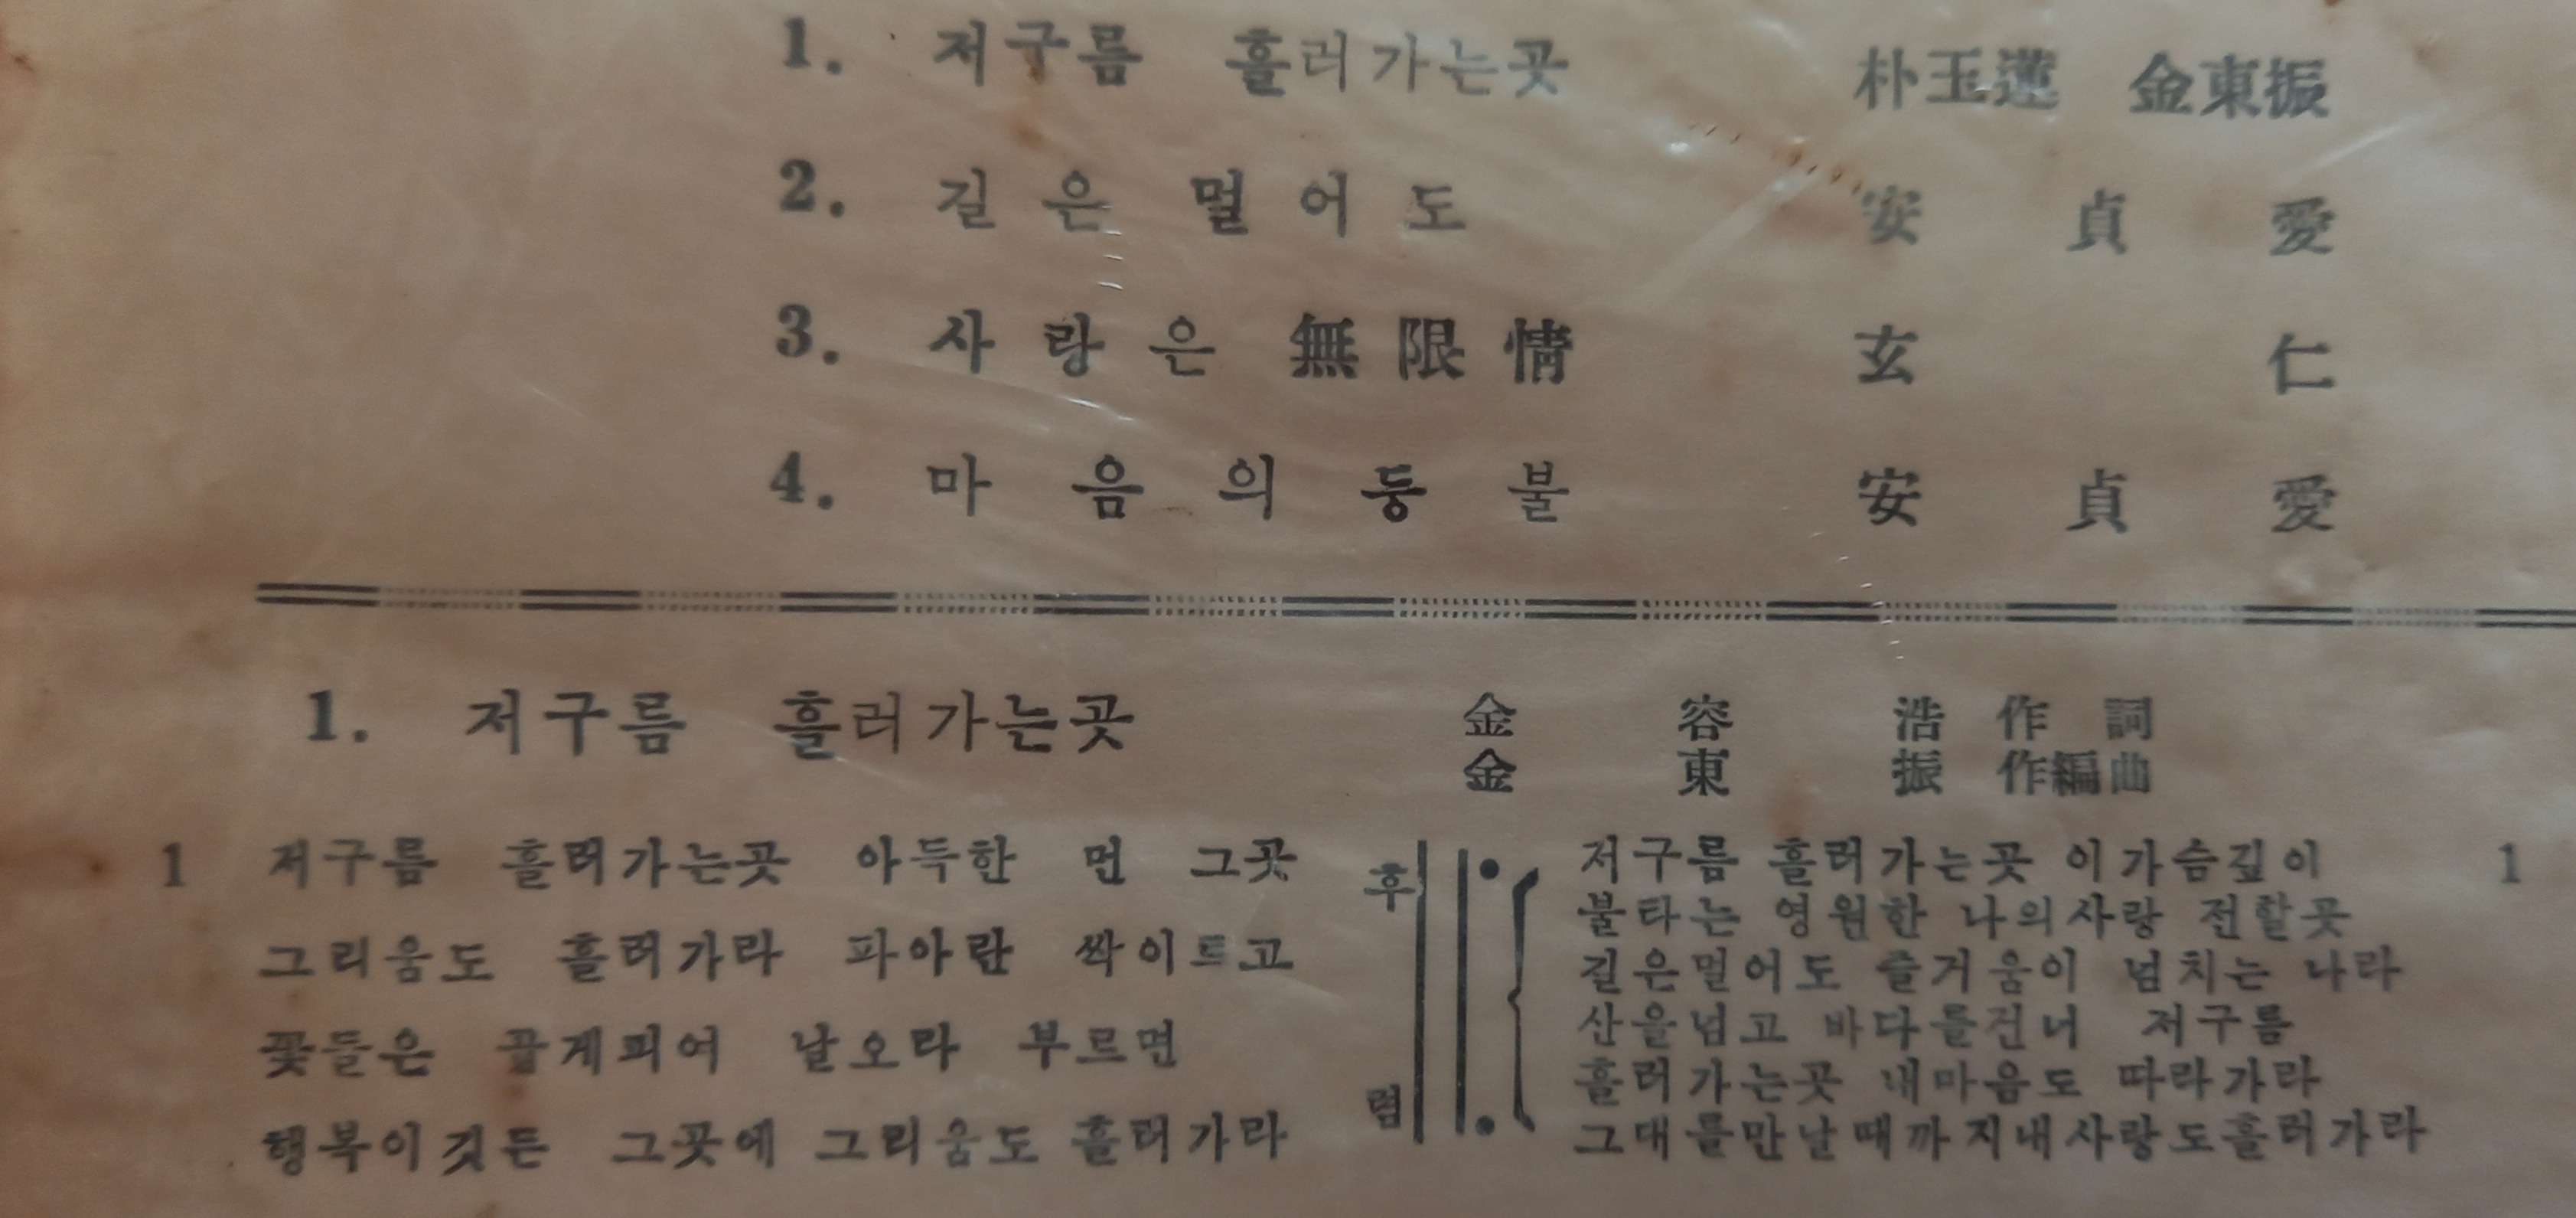 1. 저구름 흘러가는곳 朴玉蓮 金東振
2. 길은 멀어도 安貞愛
3. 사랑은 無限情 玄仁
4. 마음의 등불 安貞愛
1. 저구름 흘러가는곳
金容浩 作詞
金東振 作編曲
1 저구름 흘러가는곳 아득한 먼 그곳
그리움도 흘러가라 파아란 싹이트고
꽃들은 곱게피어 날오라 부르면
행복이깃든 그곳에 그리움도 흘러가라
후렴
저구름 흘러가는곳 이가슴깊이
불타는 영원한 나의사랑 전할곳
길은멀어도 즐거움이 넘치는 나라
산을넘고 바다를건너 저구름
흘러가는곳 내마음도 따라가라
그대를만날때까지내사랑도흘러가라
1